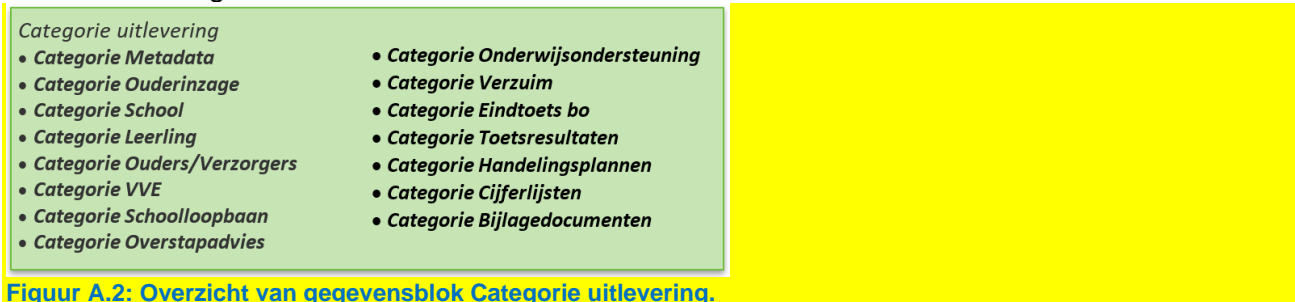 Categorie uitlevering
• Categorie Metadata
• Categorie Ouderinzage
• Categorie School
• Categorie Leerling
• Categorie Ouders/Verzorgers
• Categorie VVE
• Categorie Schoolloopbaan
• Categorie Overstapadvies
• Categorie Onderwijsondersteuning
• Categorie Verzuim
• Categorie Eindtoets bo
• Categorie Toetsresultaten
• Categorie Handelingsplannen
• Categorie Cijferlijsten
• Categorie Bijlagedocumenten
Figuur A.2: Overzicht van gegevensblok Categorie uitlevering.